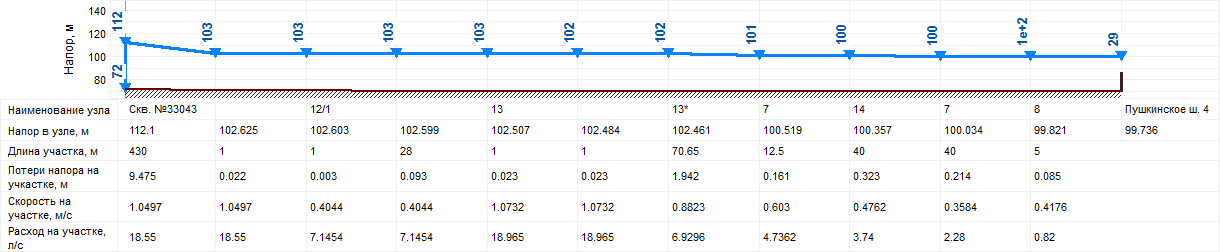 140
120
100
80
Напор, м
112
72
103
103
103
103
102
102
101
100
100
1e+2
29
Наименование узла Скв. №33043 12/1 13 13* 7 14 7 8 Пушкинское ш. 4
Напор в узле, м 112.1 102.625 102.603 102.599 102.507 102.484 102.461 100.519 100.357 100.034 99.821 99.736
Длина участка, м 430 1 1 28 1 1 70.65 12.5 40 40 5
Потери напора на
учкастке, м 9.475 0.022 0.003 0.093 0.023 0.023 1.942 0.161 0.323 0.214 0.085
Скорость на
участке, м/с 1.0497 1.0497 0.4044 0.4044 1.0732 1.0732 0.8823 0.603 0.4762 0.3584 0.4176
Расход на участке,
л/с 18.55 18.55 7.1454 7.1454 18.965 18.965 6.9296 4.7362 3.74 2.28 0.82